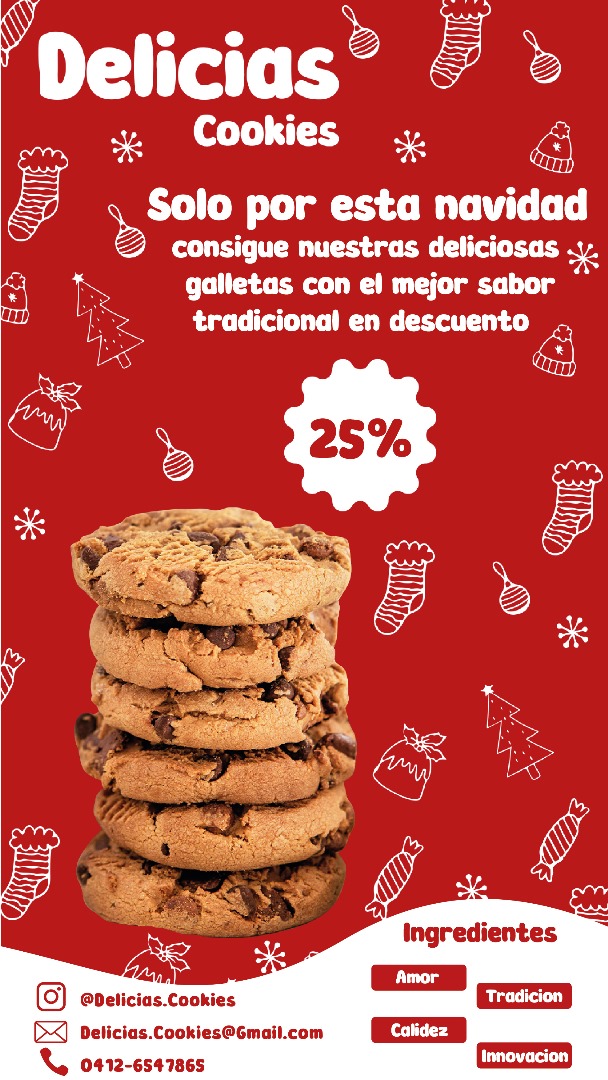 Delicias
Cookies
Solo por esta navidad
consigue nuestras deliciosas
galletas con el mejor sabor
tradicional en descuento
25%
Ingredientes
Amor
Tradicion
Calidez
Innovacion
@Delicias.Cookies
Delicias.Cookies@Gmail.com
0412-6547865